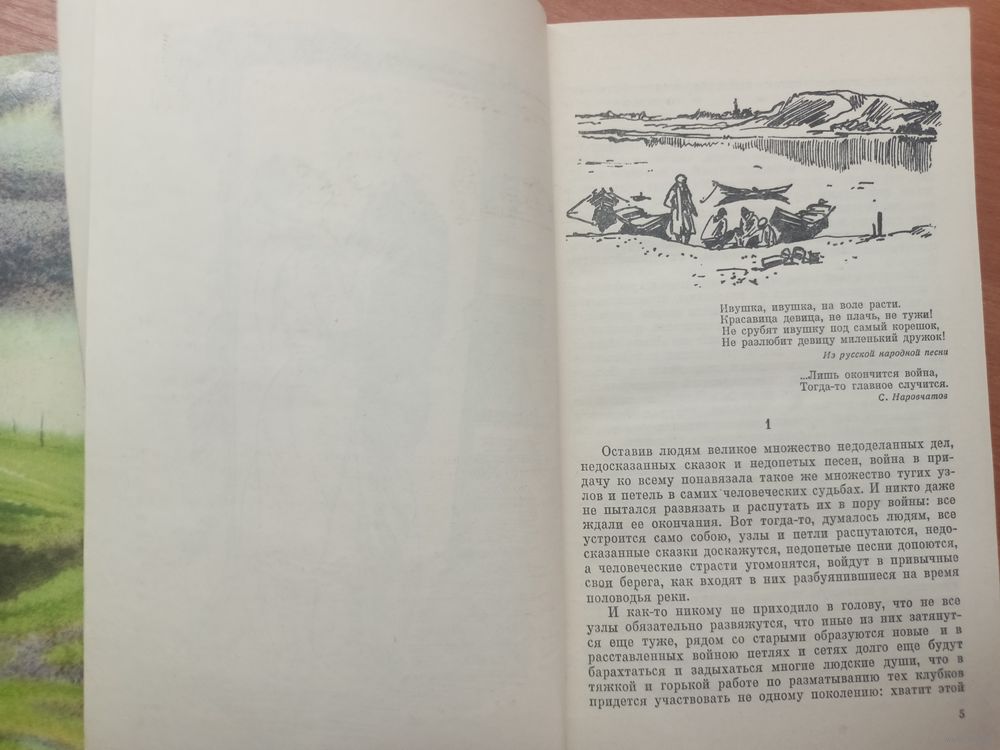 Ивушка, ивушка, на воле расти.
Красавица девица, не плачь, не тужи!
Не срубят ивушку под самый корешок,
Не разлюбит девицу миленький дружок!
Из русской народной песни
...Лишь окончится война,
Тогда-то главное случится.
С. Наровчатов
1
Оставив людям великое множество недоделанных дел,
недосказанных сказок и недопетых песен, война в при-
дачу ко всему понавязала такое же множество тугих уз-
лов и петель в самих человеческих судьбах. И никто даже
не пытался развязать и распутать их в пору войны: все
ждали ее окончания. Вот тогда-то, думалось людям, все
устроится само собою, узлы и петли распутаются, недо-
сказанные сказки доскажутся, недопетые песни допоются,
а человеческие страсти угомонятся, войдут в привычные
свои берега, как входят в них разбуянившиеся на время
половодья реки.
И как-то никому не приходило в голову, что не все
узлы обязательно развяжутся, что иные из них затянут-
ся еще туже, рядом со старыми образуются новые и в
расставленных войною петлях и сетях долго еще будут
барахтаться и задыхаться многие людские души, что в
тяжкой и горькой работе по разматыванию тех клубков
придется участвовать не одному поколению: хватит этой
5